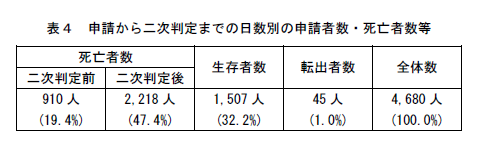 表４　申請から二次判定までの日数別の申請者数・死亡者数等
死亡者数　生存者数　転出者数　全体数
二次判定前　二次判定後
910 人　2,218 人　1,507 人　45 人　4,680 人
(19.4%)　(47.4%)　(32.2%)　(1.0%)　(100.0%)